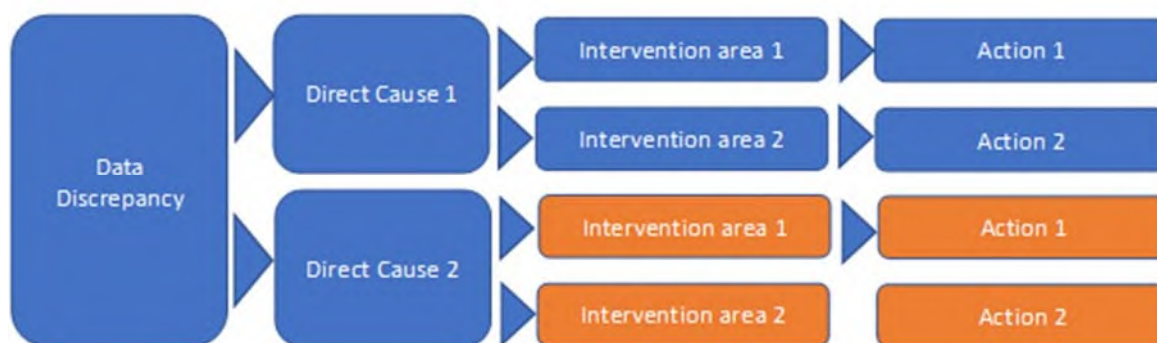 Data
Discrepancy
Direct Cause 1
Intervention area 1
Action 1
Intervention area 2
Action 2
Direct Cause 2
Intervention area 1
Action 1
Intervention area 2
Action 2